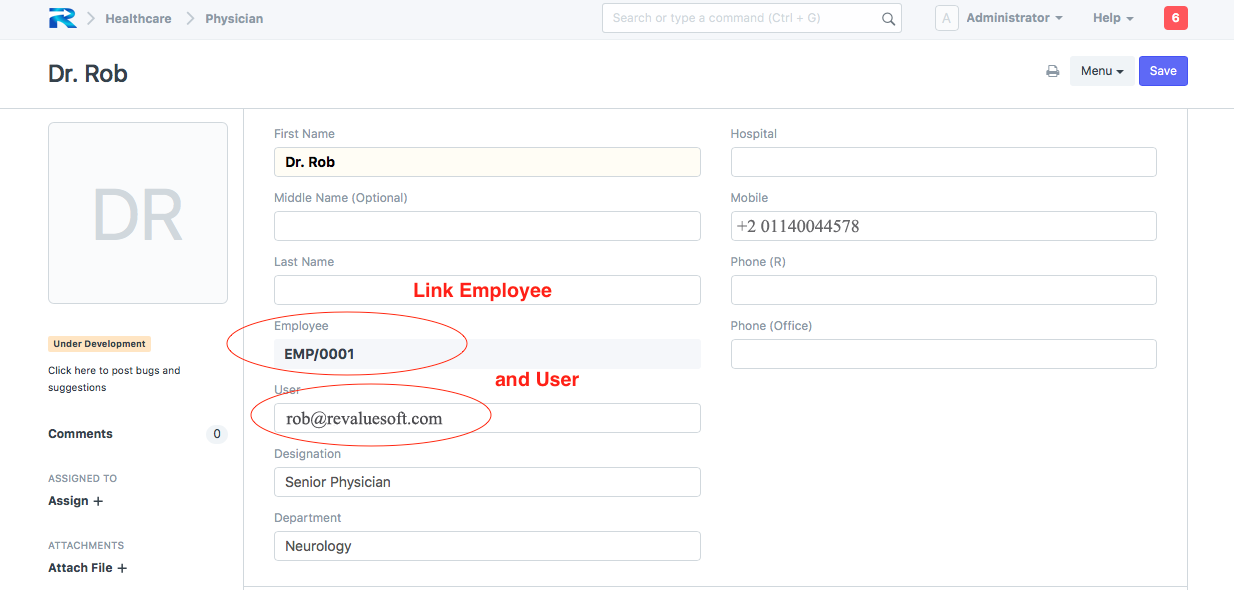 Healthcare
Physician
Search or type a command (Ctrl + G)
A
Administrator
Help
6
Dr. Rob
Menu
Save
DR
Under Development
Click here to post bugs and
suggestions
Comments
0
ASSIGNED TO
Assign +
ATTACHMENTS
Attach File +
First Name
Dr. Rob
Middle Name (Optional)
Last Name
Link Employee
Employee
EMP/0001
and User
User
rob@revaluesoft.com
Designation
Senior Physician
Department
Neurology
Hospital
Mobile
+2 01140044578
Phone (R)
Phone (Office)